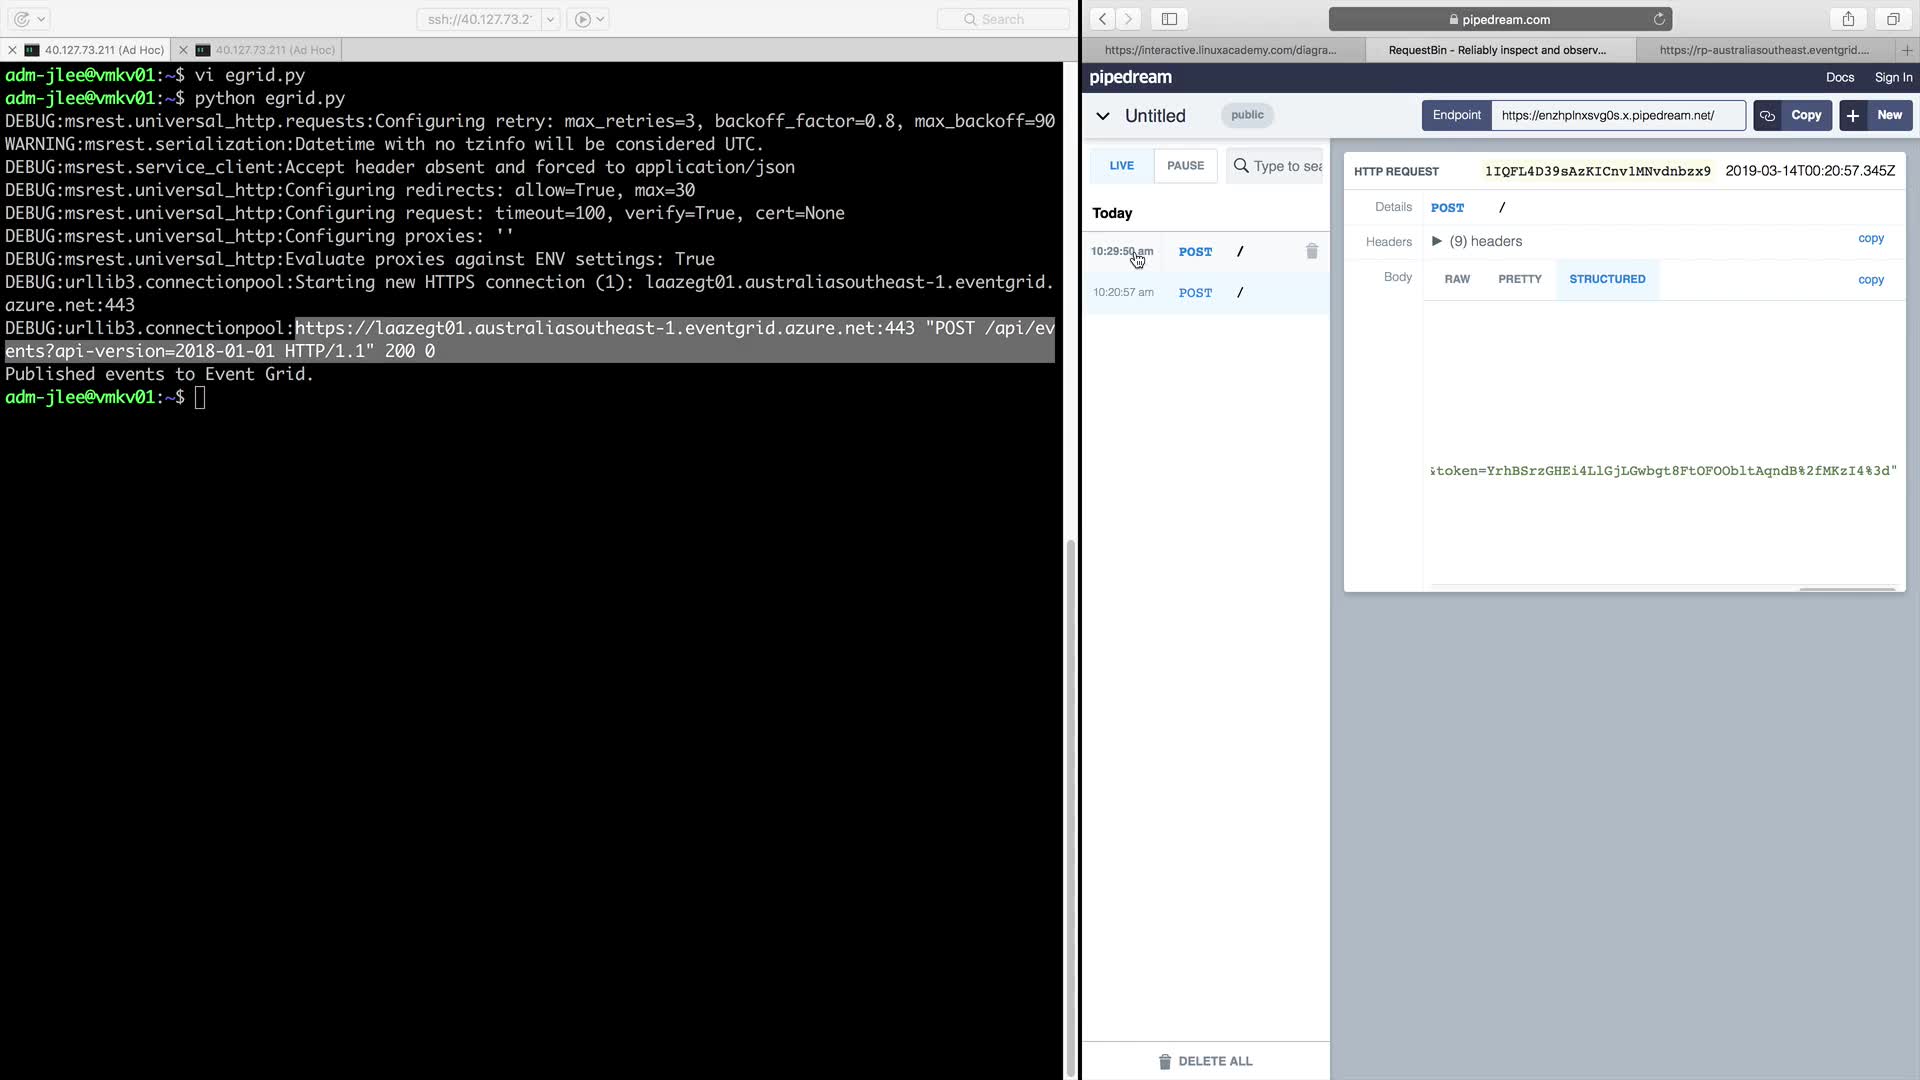 ssh://40.127.73.2
Search
40.127.73.211 (Ad Hoc)
40.127.73.211 (Ad Hoc)
adm-jlee@vmkv01:~$ vi egrid.py
adm-jlee@vmkv01:~$ python egrid.py
DEBUG:msrest.universal_http.requests:Configuring retry: max_retries=3, backoff_factor=0.8, max_backoff=90
WARNING:msrest.serialization:Datetime with no tzinfo will be considered UTC.
DEBUG:msrest.service_client:Accept header absent and forced to application/json
DEBUG:msrest.universal_http:Configuring redirects: allow=True, max=30
DEBUG:msrest.universal_http:Configuring request: timeout=100, verify=True, cert=None
DEBUG:msrest.universal_http:Configuring proxies: ''
DEBUG:msrest.universal_http:Evaluate proxies against ENV settings: True
DEBUG:urllib3.connectionpool:Starting new HTTPS connection (1): laazegt01.australiasoutheast-1.eventgrid.
azure.net:443
DEBUG:urllib3.connectionpool:https://laazegt01.australiasoutheast-1.eventgrid.azure.net:443 "POST /api/ev
ents?api-version=2018-01-01 HTTP/1.1" 200 0
Published events to Event Grid.
adm-jlee@vmkv01:~$
pipedream.com
https://interactive.linuxacademy.com/diagra...
RequestBin - Reliably inspect and observ...
https://rp-australiasoutheast.eventgrid....
pipedream
Docs
Sign In
Untitled
public
Endpoint
https://enzhplnxsvg0s.x.pipedream.net/
Copy
New
LIVE
PAUSE
Type to sea
Today
10:29:50 am POST /
10:20:57 am POST /
DELETE ALL
HTTP REQUEST
1IQFL4D39sAzKICnv1MNvdnbzx9
2019-03-14T00:20:57.345Z
Details
POST /
Headers
(9) headers
copy
Body
RAW
PRETTY
STRUCTURED
copy
&token=YrhBSrzGHEi4LlGjLGwbgt8FtOFOObltAqndB%2fMKzI4%3d"